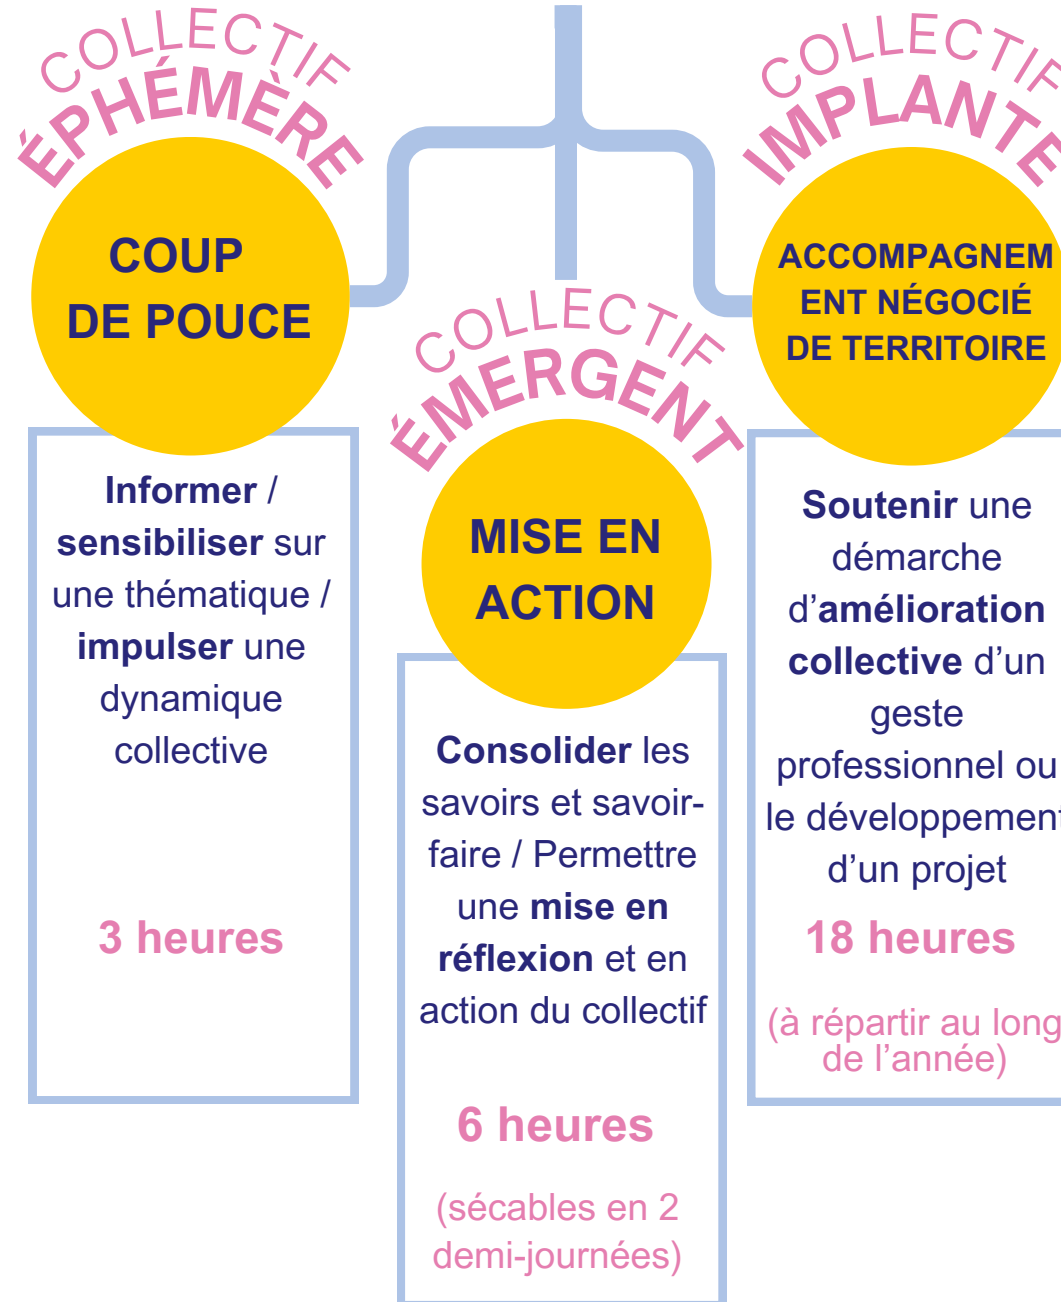 COLLECTIF
ÉPHÉMÈRE
COUP
DE POUCE
Informer /
sensibiliser sur
une thématique /
impulser une
dynamique
collective
3 heures
COLLECTIF
ÉMERGENT
MISE EN
ACTION
Consolider les
savoirs et savoir-
faire / Permettre
une mise en
réflexion et en
action du collectif
6 heures
(sécables en 2
demi-journées)
COLLECTIF
IMPLANTE
ACCOMPAGNEM
ENT NÉGOCIÉ
DE TERRITOIRE
Soutenir une
démarche
d’amélioration
collective d’un
geste
professionnel ou
le développement
d’un projet
18 heures
(à répartir au long
de l’année)